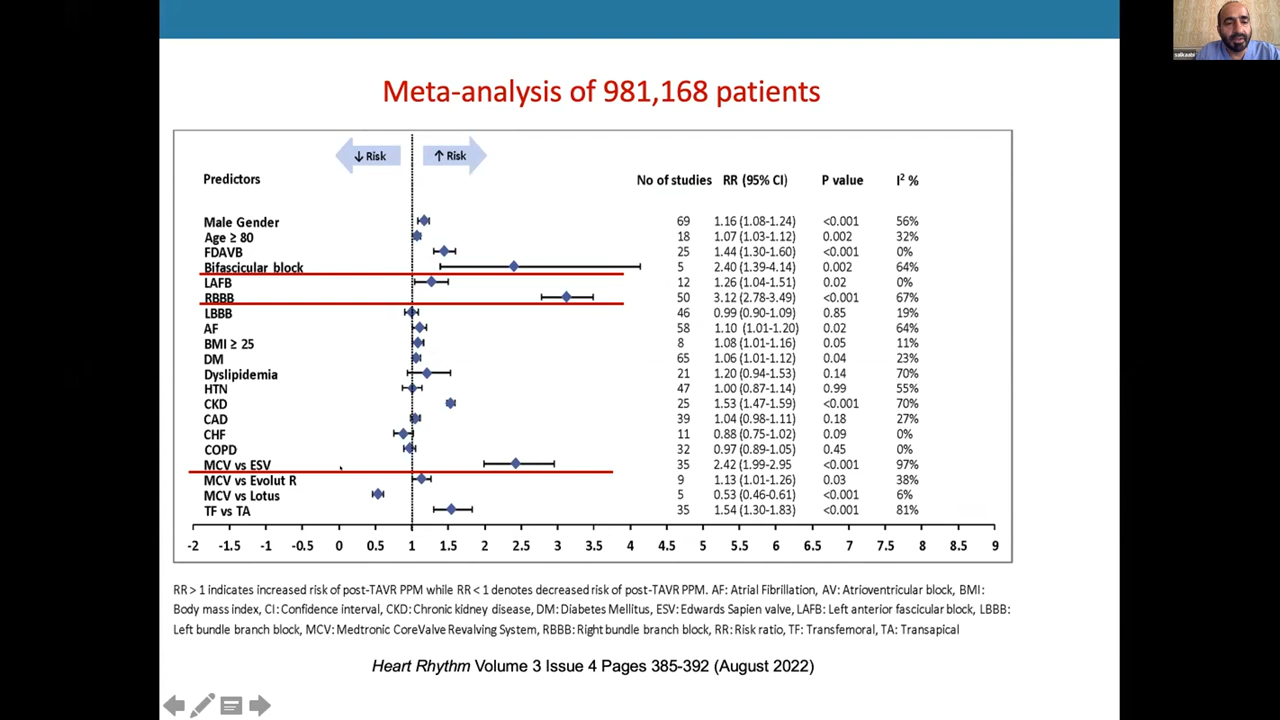 Meta-analysis of 981,168 patients
↓ Risk ↑ Risk
Predictors No of studies RR (95% CI) P value I² %
Male Gender 69 1.16 (1.08-1.24) <0.001 56%
Age ≥ 80 18 1.07 (1.03-1.12) 0.002 32%
FDAVB 25 1.44 (1.30-1.60) <0.001 0%
Bifascicular block 5 2.40 (1.39-4.14) 0.002 64%
LAFB 12 1.26 (1.04-1.51) 0.02 0%
RBBB 50 3.12 (2.78-3.49) <0.001 67%
LBBB 46 0.99 (0.90-1.09) 0.85 19%
AF 58 1.10 (1.01-1.20) 0.02 64%
BMI ≥ 25 8 1.08 (1.01-1.16) 0.05 11%
DM 65 1.06 (1.01-1.12) 0.04 23%
Dyslipidemia 21 1.20 (0.94-1.53) 0.14 70%
HTN 47 1.00 (0.87-1.14) 0.99 55%
CKD 25 1.53 (1.47-1.59) <0.001 70%
CAD 39 1.04 (0.98-1.11) 0.18 27%
CHF 11 0.88 (0.75-1.02) 0.09 0%
COPD 32 0.97 (0.89-1.05) 0.45 0%
MCV vs ESV 35 2.42 (1.99-2.95 <0.001 97%
MCV vs Evolut R 9 1.13 (1.01-1.26) 0.03 38%
MCV vs Lotus 5 0.53 (0.46-0.61) <0.001 6%
TF vs TA 35 1.54 (1.30-1.83) <0.001 81%
-2 -1.5 -1 -0.5 0 0.5 1 1.5 2 2.5 3 3.5 4 4.5 5 5.5 6 6.5 7 7.5 8 8.5 9
RR > 1 indicates increased risk of post-TAVR PPM while RR < 1 denotes decreased risk of post-TAVR PPM. AF: Atrial Fibrillation, AV: Atrioventricular block, BMI:
Body mass index, CI: Confidence interval, CKD: Chronic kidney disease, DM: Diabetes Mellitus, ESV: Edwards Sapien valve, LAFB: Left anterior fascicular block, LBBB:
Left bundle branch block, MCV: Medtronic CoreValve Revalving System, RBBB: Right bundle branch block, RR: Risk ratio, TF: Transfemoral, TA: Transapical
Heart Rhythm Volume 3 Issue 4 Pages 385-392 (August 2022)